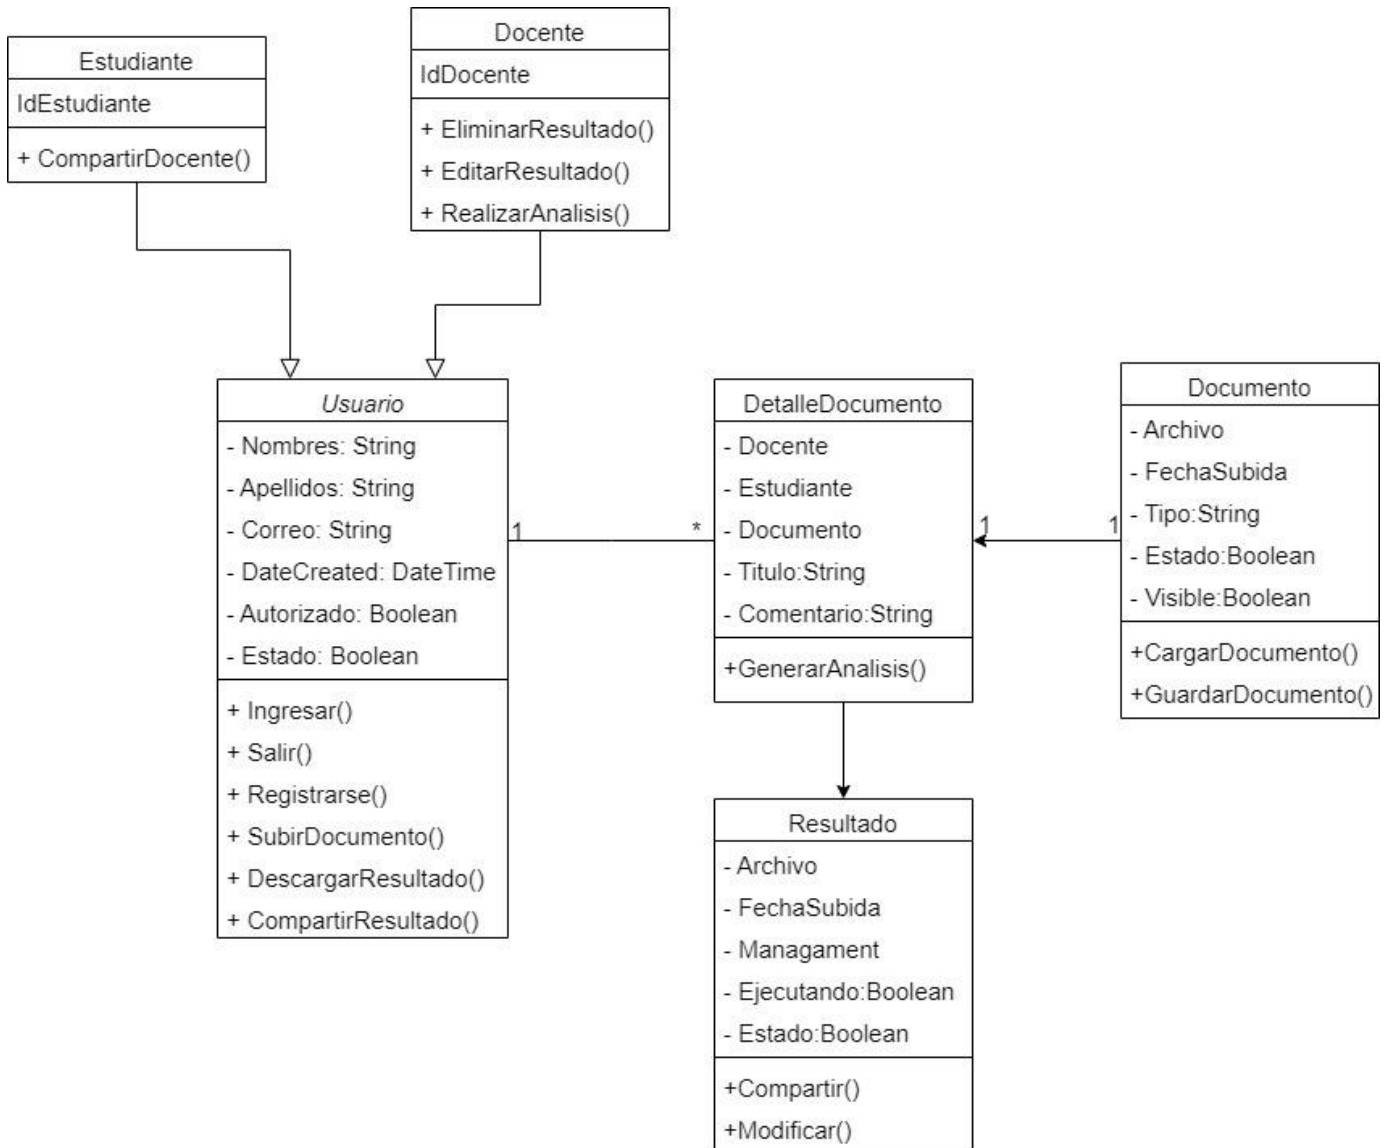 Estudiante
IdEstudiante
+ CompartirDocente()
Docente
IdDocente
+ EliminarResultado()
+ EditarResultado()
+ RealizarAnalisis()
Usuario
- Nombres: String
- Apellidos: String
- Correo: String
- DateCreated: DateTime
- Autorizado: Boolean
- Estado: Boolean
+ Ingresar()
+ Salir()
+ Registrarse()
+ SubirDocumento()
+ DescargarResultado()
+ CompartirResultado()
1
*
DetalleDocumento
- Docente
- Estudiante
- Documento
- Titulo:String
- Comentario:String
+GenerarAnalisis()
1
1
Documento
- Archivo
- FechaSubida
- Tipo:String
- Estado:Boolean
- Visible:Boolean
+CargarDocumento()
+GuardarDocumento()
Resultado
- Archivo
- FechaSubida
- Managament
- Ejecutando:Boolean
- Estado:Boolean
+Compartir()
+Modificar()